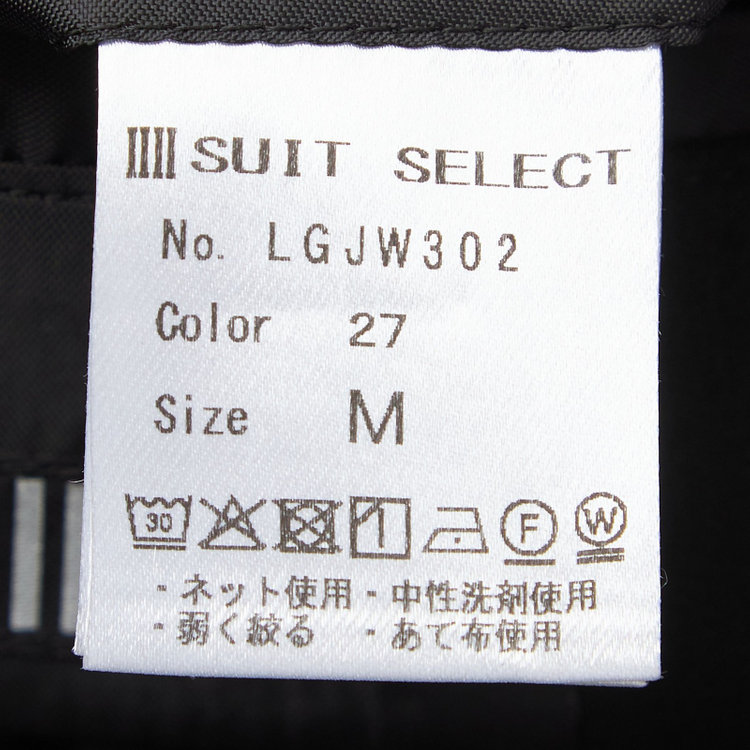 SUIT SELECT
No. LGJW302
Color 27
Size M
30 F W
・ネット使用・中性洗剤使用
・弱く絞る ・あて布使用